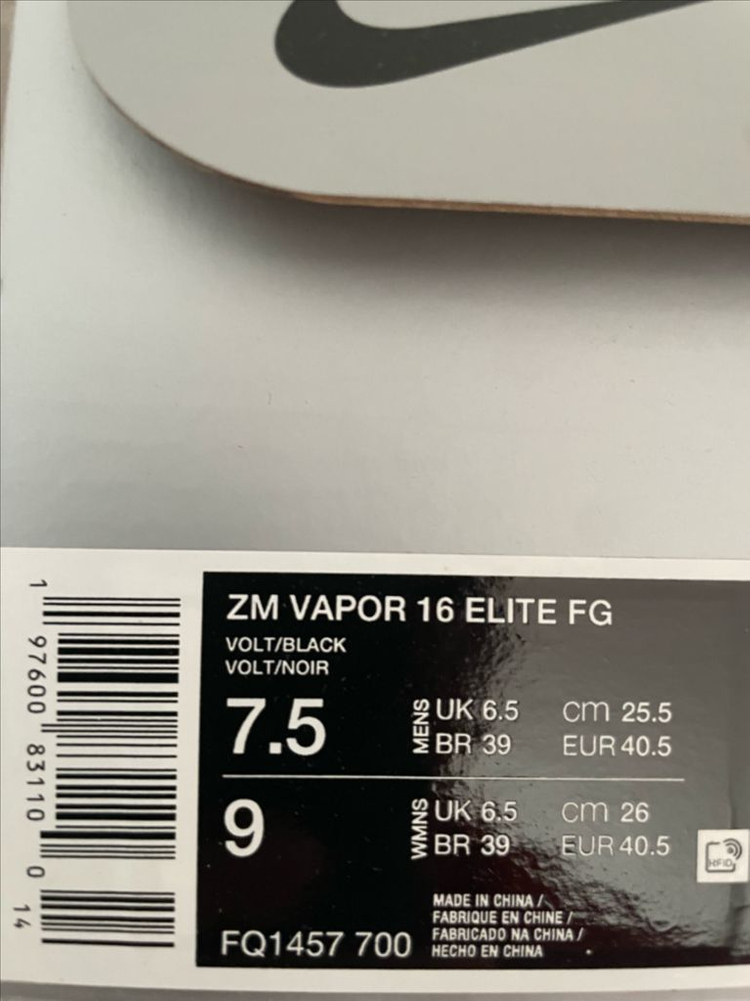 ZM VAPOR 16 ELITE FG
VOLT/BLACK
VOLT/NOIR
7.5 MENS UK 6.5 cm 25.5
BR 39 EUR 40.5
9 WMNS UK 6.5 cm 26
BR 39 EUR 40.5
RFID
MADE IN CHINA /
FABRIQUE EN CHINE /
FABRICADO NA CHINA /
HECHO EN CHINA
FQ1457 700
1 97600 83110 0 14